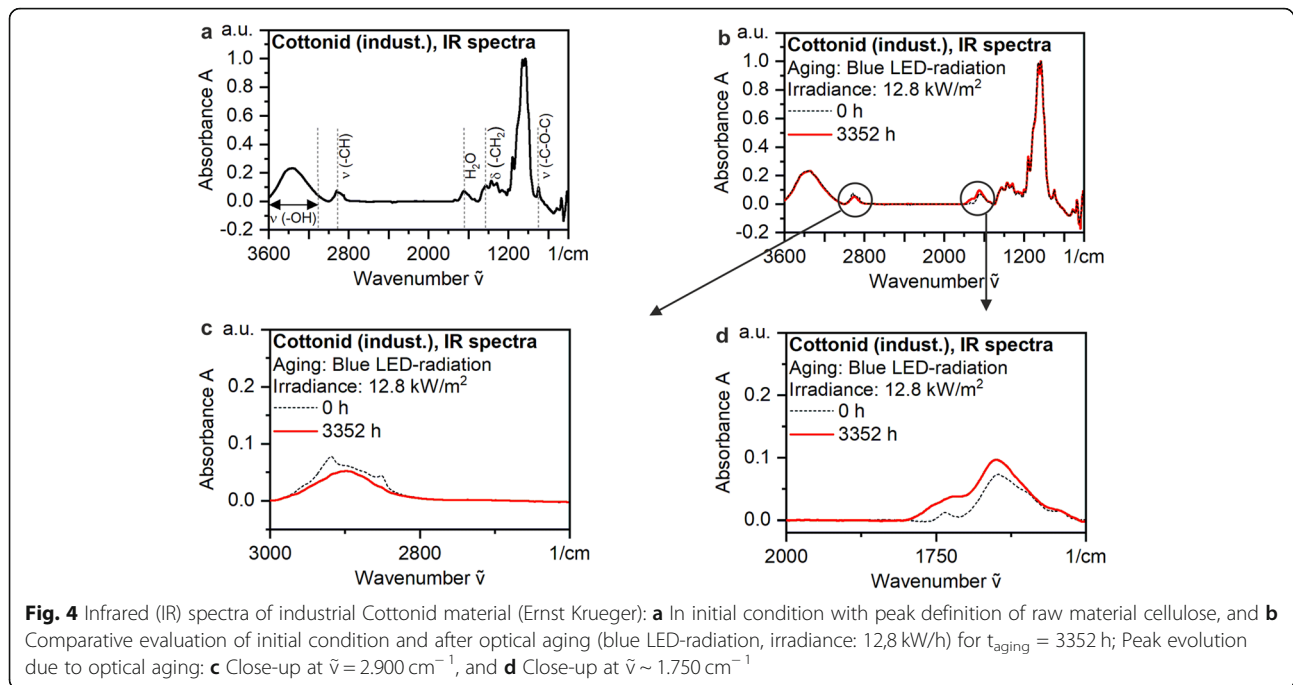 a
a.u.
Cottonid (indust.), IR spectra
1.0
0.8
0.6
0.4
0.2
0.0
-0.2
Absorbance A
ν (-OH)
ν (-CH)
H₂O
δ (-CH₂)
ν (-C-O-C)
3600 2800 2000 1200 1/cm
Wavenumber ṽ
b
a.u.
Cottonid (indust.), IR spectra
Aging: Blue LED-radiation
Irradiance: 12.8 kW/m²
0 h
3352 h
1.0
0.8
0.6
0.4
0.2
0.0
-0.2
Absorbance A
3600 2800 2000 1200 1/cm
Wavenumber ṽ
c
a.u.
Cottonid (indust.), IR spectra
Aging: Blue LED-radiation
Irradiance: 12.8 kW/m²
0 h
3352 h
0.2
0.1
0.0
Absorbance A
3000 2800 1/cm
Wavenumber ṽ
d
a.u.
Cottonid (indust.), IR spectra
Aging: Blue LED-radiation
Irradiance: 12.8 kW/m²
0 h
3352 h
0.2
0.1
0.0
Absorbance A
2000 1750 1/cm
Wavenumber ṽ
Fig. 4 Infrared (IR) spectra of industrial Cottonid material (Ernst Krueger): a In initial condition with peak definition of raw material cellulose, and b
Comparative evaluation of initial condition and after optical aging (blue LED-radiation, irradiance: 12,8 kW/h) for t_aging = 3352 h; Peak evolution
due to optical aging: c Close-up at ṽ = 2.900 cm⁻¹, and d Close-up at ṽ ~ 1.750 cm⁻¹